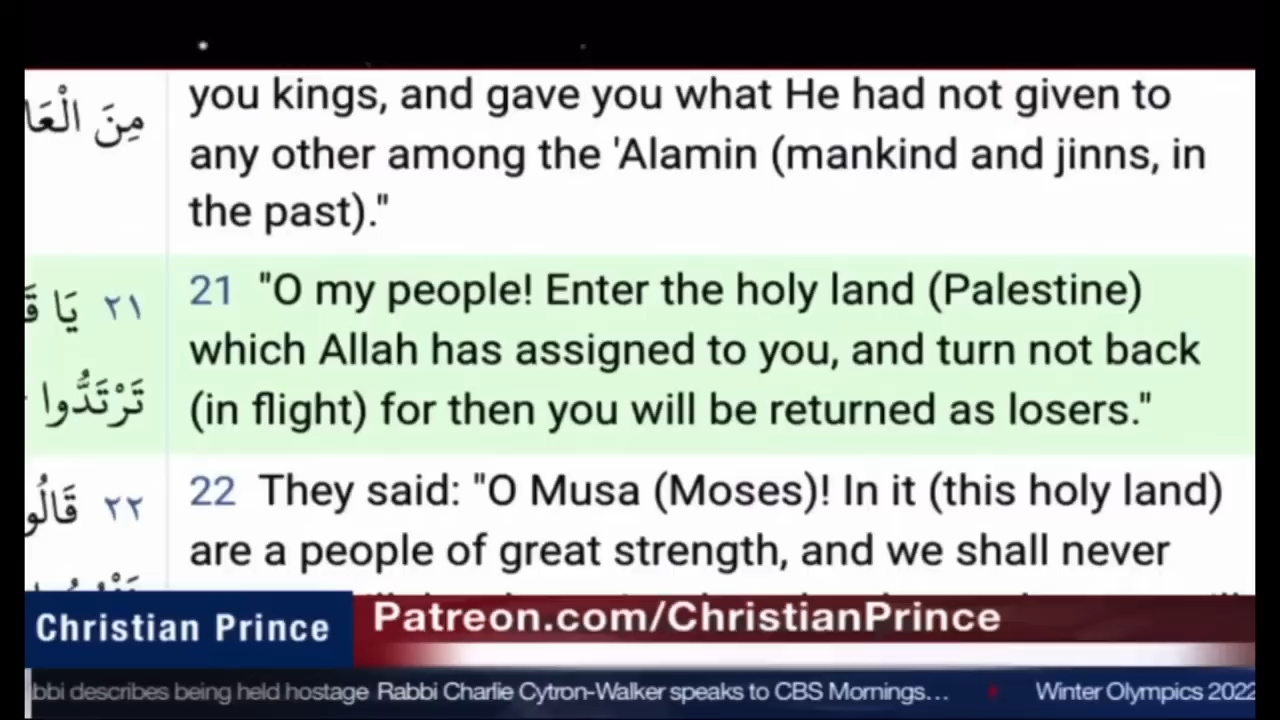 you kings, and gave you what He had not given to
مِنَ
any other among the 'Alamin (mankind and jinns, in
the past)."
21 "O my people! Enter the holy land (Palestine)
٢١ يَا
which Allah has assigned to you, and turn not back
تَرْتَدُّوا
(in flight) for then you will be returned as losers."
22 They said: "O Musa (Moses)! In it (this holy land)
٢٢
are a people of great strength, and we shall never
Christian Prince
Patreon.com/ChristianPrince
describes being held hostage Rabbi Charlie Cytron-Walker speaks to CBS Mornings… Winter Olympics 2022